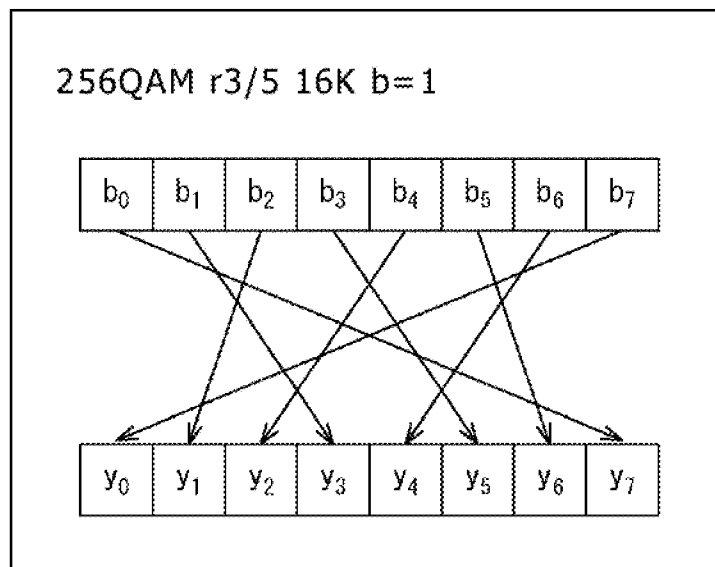 256QAM r3/5 16K b=1
b₀ b₁ b₂ b₃ b₄ b₅ b₆ b₇
y₀ y₁ y₂ y₃ y₄ y₅ y₆ y₇